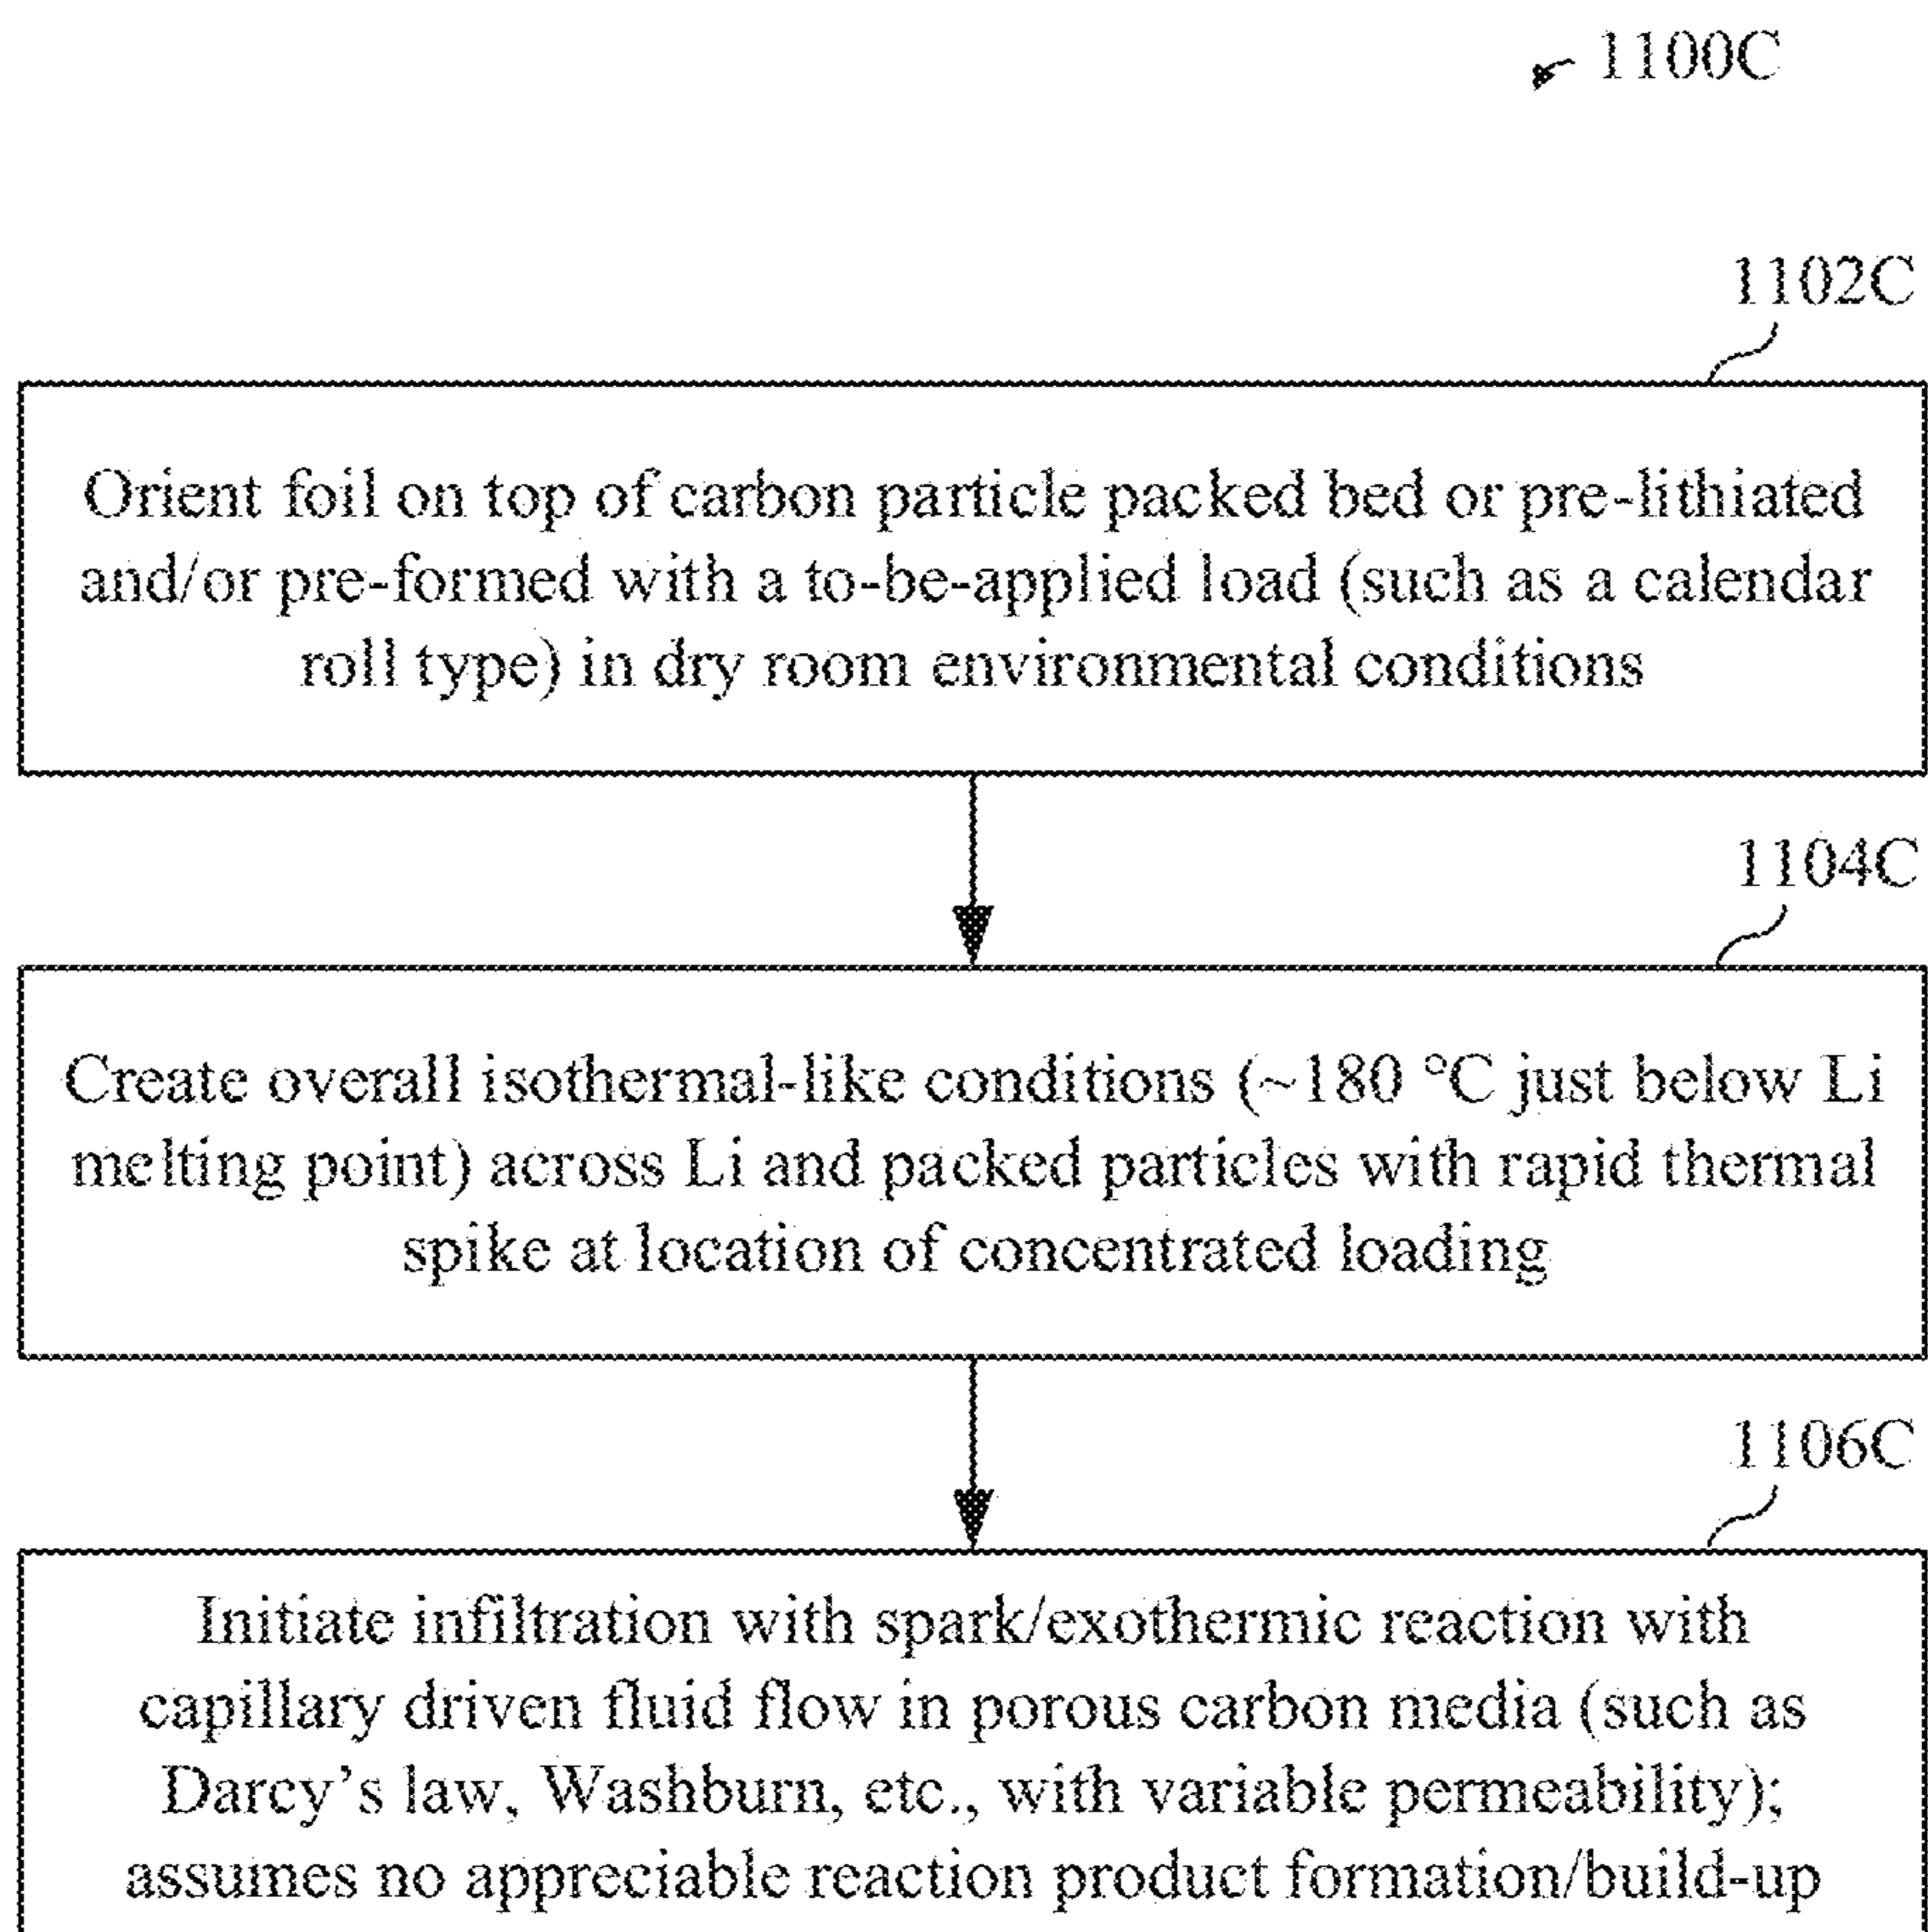 1100C
1102C
Orient foil on top of carbon particle packed bed or pre-lithiated
and/or pre-formed with a to-be-applied load (such as a calendar
roll type) in dry room environmental conditions
1104C
Create overall isothermal-like conditions (~180 °C just below Li
melting point) across Li and packed particles with rapid thermal
spike at location of concentrated loading
1106C
Initiate infiltration with spark/exothermic reaction with
capillary driven fluid flow in porous carbon media (such as
Darcy's law, Washburn, etc., with variable permeability);
assumes no appreciable reaction product formation/build-up